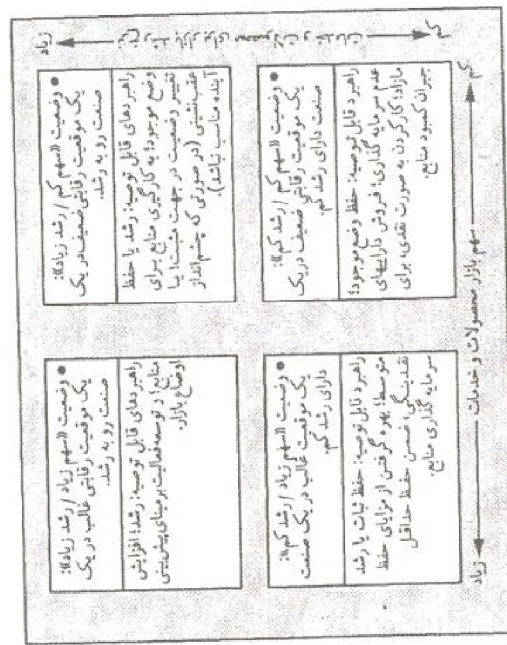 زیاد
● وضعیت «سهم کم / رشد زیاد»:
یک موقعیت رقابتی ضعیف در یک
صنعت رو به رشد.
راهبردهای قابل توصیه: رشد یا حفظ
وضع موجود؛ به کارگیری منابع برای
تغییر وضعیت در جهت مثبت؛ یا
عقب‌نشینی (در صورتی که چشم‌انداز
آینده مناسب نباشد).
● وضعیت «سهم زیاد / رشد زیاد»:
یک موقعیت رقابتی غالب در یک
صنعت رو به رشد.
راهبردهای قابل توصیه: رشد؛ افزایش
منابع؛ و توسعه فعالیت بر مبنای پیش‌بینی
اوضاع بازار.
● وضعیت «سهم کم / رشد کم»:
یک موقعیت رقابتی ضعیف در یک
صنعت دارای رشد کم.
راهبرد قابل توصیه: حفظ وضع موجود؛
عدم سرمایه گذاری؛ فروش داراییهای
مازاد؛ کارکردن به صورت نقدی، برای
جبران کمبود منابع.
● وضعیت «سهم زیاد / رشد کم»:
یک موقعیت غالب در یک صنعت
دارای رشد کم.
راهبرد قابل توصیه: حفظ ثبات یا رشد
متوسط؛ بهره گرفتن از مزایای حفظ
نقدینگی، ضمن حفظ حداقل
سرمایه گذاری منابع.
کم
کم
سهم بازار محصولات و خدمات
زیاد